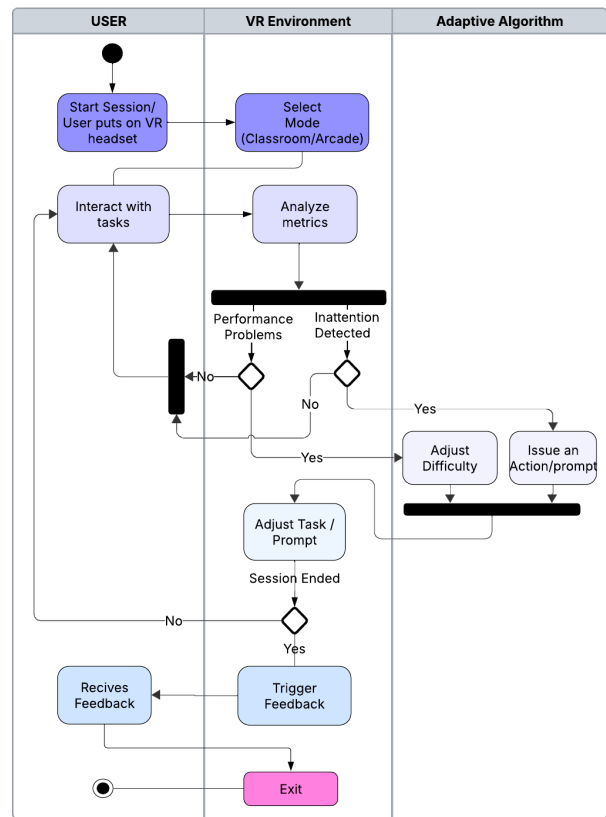 USER
VR Environment
Adaptive Algorithm
Start Session/
User puts on VR
headset
Select
Mode
(Classroom/Arcade)
Interact with
tasks
Analyze
metrics
Performance
Problems
Inattention
Detected
No
No
Yes
Yes
Adjust
Difficulty
Issue an
Action/prompt
Adjust Task /
Prompt
Session Ended
No
Yes
Recives
Feedback
Trigger
Feedback
Exit